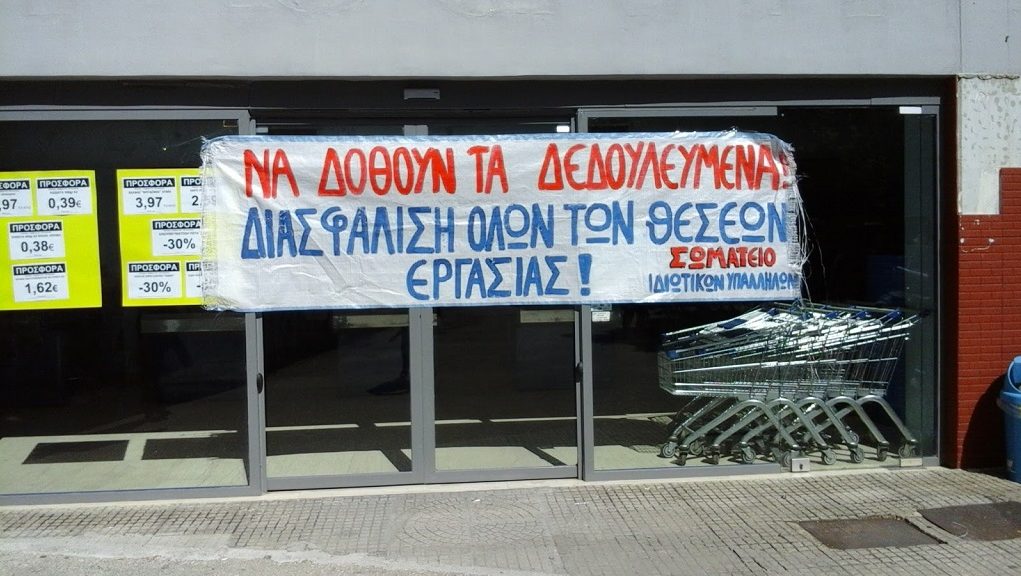 ΝΑ ΔΟΘΟΥΝ ΤΑ ΔΕΔΟΥΛΕΥΜΕΝΑ!
ΔΙΑΣΦΑΛΙΣΗ ΟΛΩΝ ΤΩΝ ΘΕΣΕΩΝ
ΕΡΓΑΣΙΑΣ!
ΣΩΜΑΤΕΙΟ
ΙΔΙΩΤΙΚΩΝ ΥΠΑΛΛΗΛΩΝ
ΠΡΟΣΦΟΡΑ
0,39€
ΠΡΟΣΦΟΡΑ
0,38€
ΠΡΟΣΦΟΡΑ
1,62€
ΠΡΟΣΦΟΡΑ
3,97
ΠΡΟΣΦΟΡΑ
-30%
ΠΡΟΣΦΟΡΑ
-30%